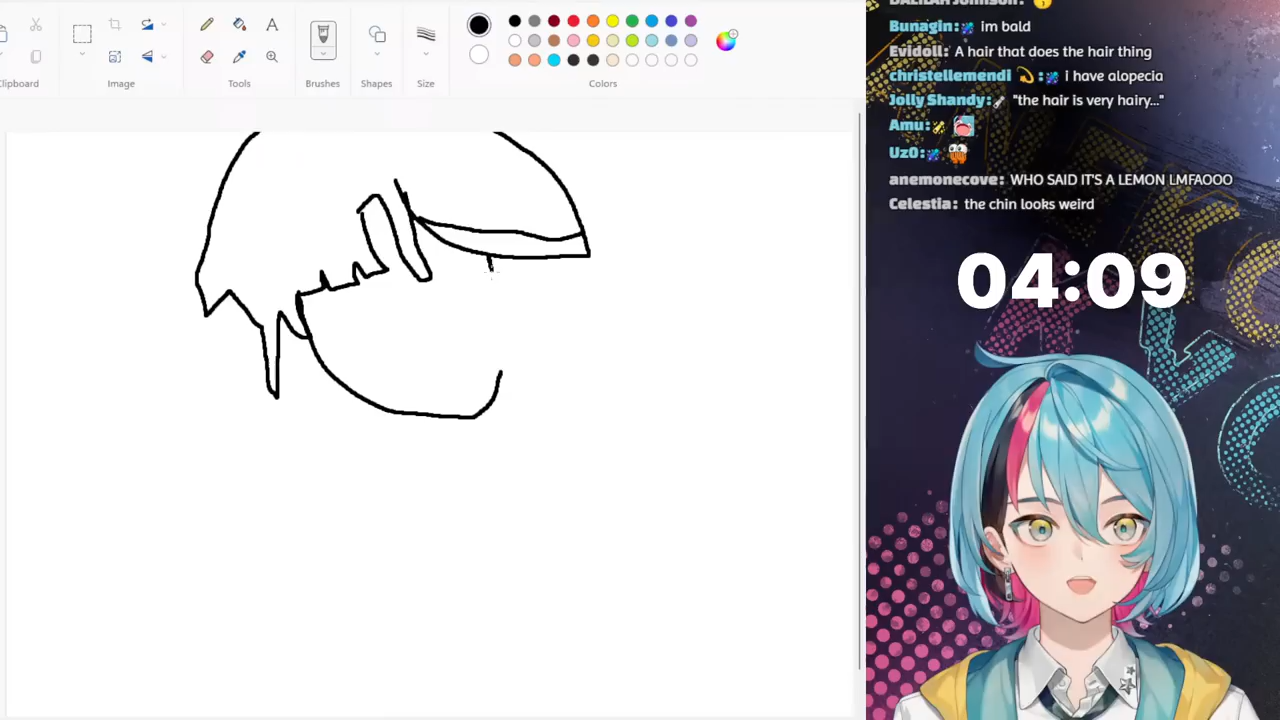 Clipboard
Image
Tools
Brushes
Shapes
Size
Colors
Bunagin: im bald
Evidoll: A hair that does the hair thing
christellemendi : i have alopecia
Jolly Shandy: "the hair is very hairy..."
Amu:
Uz0:
anemonecove: WHO SAID IT'S A LEMON LMFAOOO
Celestia: the chin looks weird
04:09